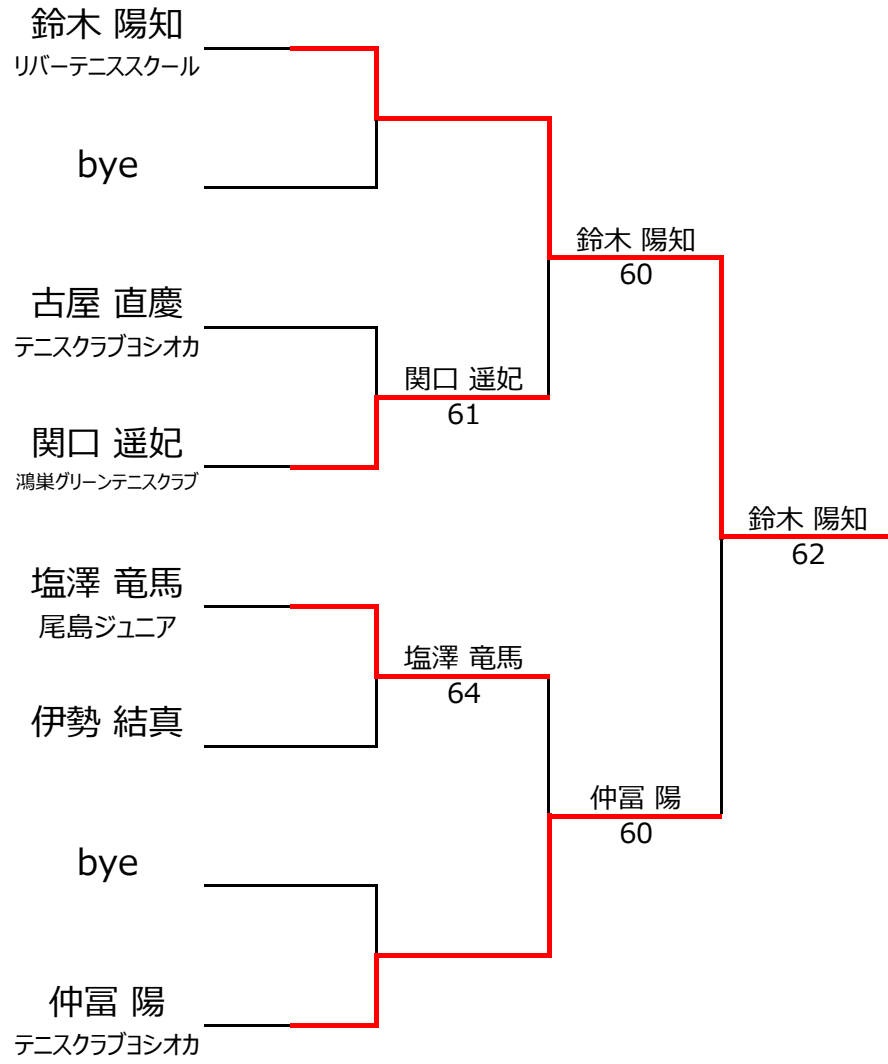 鈴木 陽知
リバーテニススクール
bye
古屋 直慶
テニスクラブヨシオカ
関口 遥妃
鴻巣グリーンテニスクラブ
塩澤 竜馬
尾島ジュニア
伊勢 結真
bye
仲冨 陽
テニスクラブヨシオカ
関口 遥妃
61
塩澤 竜馬
64
鈴木 陽知
60
仲冨 陽
60
鈴木 陽知
62